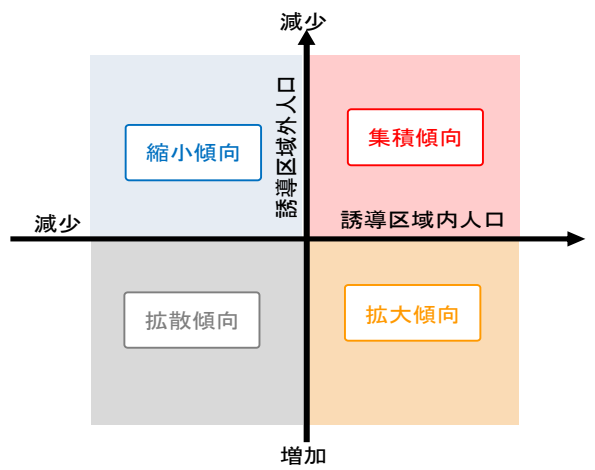 減少
誘導区域外人口
縮小傾向
集積傾向
減少
誘導区域内人口
拡散傾向
拡大傾向
増加